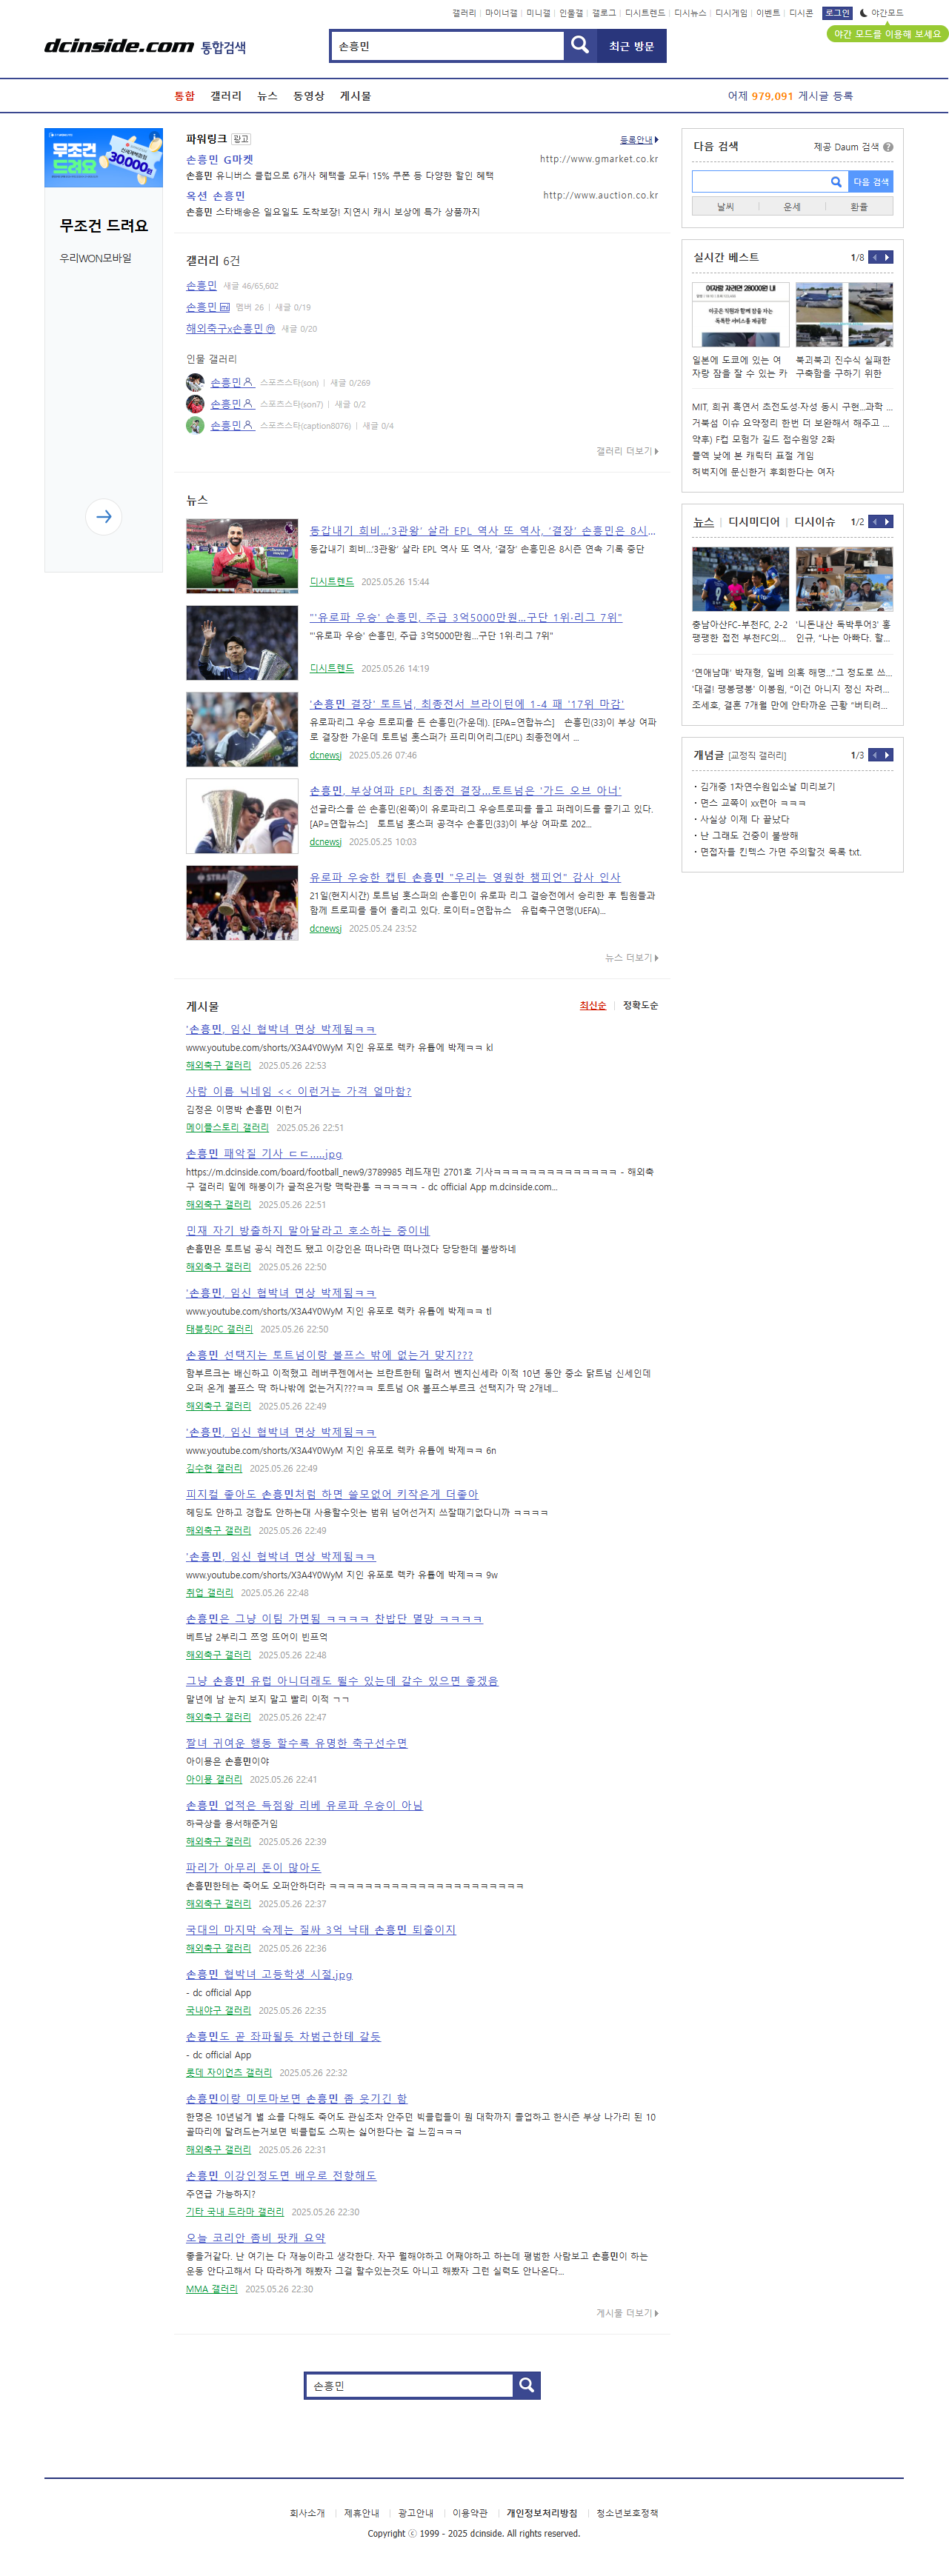 갤러리 | 마이너갤 | 미니갤 | 인물갤 | 갤로그 | 디시트렌드 | 디시뉴스 | 디시게임 | 이벤트 | 디시콘 로그인 야간모드
야간 모드를 이용해 보세요
dcinside.com 통합검색
손흥민
최근 방문
통합 갤러리 뉴스 동영상 게시물
어제 979,091 게시글 등록
무조건 드려요
30000원
무조건 드려요
우리WON모바일
파워링크 광고
등록안내
손흥민 G마켓
http://www.gmarket.co.kr
손흥민 유니버스 클럽으로 6개사 혜택을 모두! 15% 쿠폰 등 다양한 할인 혜택
옥션 손흥민
http://www.auction.co.kr
손흥민 스타배송은 일요일도 도착보장! 지연시 캐시 보상에 특가 상품까지
갤러리 6건
손흥민 새글 46/65,602
손흥민 멤버 26 | 새글 0/19
해외축구x손흥민 새글 0/20
인물 갤러리
손흥민 스포츠스타(son) | 새글 0/269
손흥민 스포츠스타(son7) | 새글 0/2
손흥민 스포츠스타(caption8076) | 새글 0/4
갤러리 더보기
뉴스
동갑내기 희비...'3관왕' 살라 EPL 역사 또 역사, '결장' 손흥민은 8시...
동갑내기 희비...'3관왕' 살라 EPL 역사 또 역사, '결장' 손흥민은 8시즌 연속 기록 중단
디시트렌드 2025.05.26 15:44
"'유로파 우승' 손흥민, 주급 3억5000만원...구단 1위·리그 7위"
"'유로파 우승' 손흥민, 주급 3억5000만원...구단 1위·리그 7위"
디시트렌드 2025.05.26 14:19
'손흥민 결장' 토트넘, 최종전서 브라이턴에 1-4 패 '17위 마감'
유로파리그 우승 트로피를 든 손흥민(가운데). [EPA=연합뉴스] 손흥민(33)이 부상 여파
로 결장한 가운데 토트넘 홋스퍼가 프리미어리그(EPL) 최종전에서 ...
dcnewsj 2025.05.26 07:46
손흥민, 부상여파 EPL 최종전 결장...토트넘은 '가드 오브 아너'
선글라스를 쓴 손흥민(왼쪽)이 유로파리그 우승트로피를 들고 퍼레이드를 즐기고 있다.
[AP=연합뉴스] 토트넘 홋스퍼 공격수 손흥민(33)이 부상 여파로 202...
dcnewsj 2025.05.25 10:03
유로파 우승한 캡틴 손흥민 "우리는 영원한 챔피언" 감사 인사
21일(현지시간) 토트넘 홋스퍼의 손흥민이 유로파 리그 결승전에서 승리한 후 팀원들과
함께 트로피를 들어 올리고 있다. 로이터=연합뉴스 유럽축구연맹(UEFA)...
dcnewsj 2025.05.24 23:52
뉴스 더보기
게시물
최신순 | 정확도순
'손흥민, 임신 협박녀 면상 박제됨ㅋㅋ
www.youtube.com/shorts/X3A4Y0WyM 지인 유포로 렉카 유튭에 박제ㅋㅋ kl
해외축구 갤러리 2025.05.26 22:53
사람 이름 닉네임 << 이런거는 가격 얼마함?
김정은 이명박 손흥민 이런거
메이플스토리 갤러리 2025.05.26 22:51
손흥민 패악질 기사 ㄷㄷ.....jpg
https://m.dcinside.com/board/football_new9/3789985 레드재민 2701호 기사ㅋㅋㅋㅋㅋㅋㅋㅋㅋㅋㅋㅋㅋㅋ - 해외축
구 갤러리 밑에 해붕이가 글적은거랑 맥락관통 ㅋㅋㅋㅋㅋ - dc official App m.dcinside.com...
해외축구 갤러리 2025.05.26 22:51
민재 자기 방출하지 말아달라고 호소하는 중이네
손흥민은 토트넘 공식 레전드 됐고 이강인은 떠나라면 떠나겠다 당당한데 불쌍하네
해외축구 갤러리 2025.05.26 22:50
'손흥민, 임신 협박녀 면상 박제됨ㅋㅋ
www.youtube.com/shorts/X3A4Y0WyM 지인 유포로 렉카 유튭에 박제ㅋㅋ tl
태블릿PC 갤러리 2025.05.26 22:50
손흥민 선택지는 토트넘이랑 볼프스 밖에 없는거 맞지???
함부르크는 배신하고 이적했고 레버쿠젠에서는 브란트한테 밀려서 벤치신세라 이적 10년 동안 중소 닭트넘 신세인데
오퍼 온게 볼프스 딱 하나밖에 없는거지???ㅋㅋ 토트넘 OR 볼프스부르크 선택지가 딱 2개네...
해외축구 갤러리 2025.05.26 22:49
'손흥민, 임신 협박녀 면상 박제됨ㅋㅋ
www.youtube.com/shorts/X3A4Y0WyM 지인 유포로 렉카 유튭에 박제ㅋㅋ 6n
김수현 갤러리 2025.05.26 22:49
피지컬 좋아도 손흥민처럼 하면 쓸모없어 키작은게 더좋아
헤딩도 안하고 경합도 안하는대 사용할수잇는 범위 넘어선거지 쓰잘때기없다니까 ㅋㅋㅋㅋ
해외축구 갤러리 2025.05.26 22:49
'손흥민, 임신 협박녀 면상 박제됨ㅋㅋ
www.youtube.com/shorts/X3A4Y0WyM 지인 유포로 렉카 유튭에 박제ㅋㅋ 9w
취업 갤러리 2025.05.26 22:48
손흥민은 그냥 이팀 가면됨 ㅋㅋㅋㅋ 찬밥단 멸망 ㅋㅋㅋㅋ
베트남 2부리그 쯔엉 뜨어이 빈프억
해외축구 갤러리 2025.05.26 22:48
그냥 손흥민 유럽 아니더래도 뛸수 있는데 갈수 있으면 좋겠음
말년에 남 눈치 보지 말고 빨리 이적 ㄱㄱ
해외축구 갤러리 2025.05.26 22:47
짤녀 귀여운 행동 할수록 유명한 축구선수면
아이묭은 손흥민이야
아이묭 갤러리 2025.05.26 22:41
손흥민 업적은 득점왕 리베 유로파 우승이 아님
하극상을 용서해준거임
해외축구 갤러리 2025.05.26 22:39
파리가 아무리 돈이 많아도
손흥민한테는 죽어도 오퍼안하더라 ㅋㅋㅋㅋㅋㅋㅋㅋㅋㅋㅋㅋㅋㅋㅋㅋㅋㅋㅋㅋㅋㅋ
해외축구 갤러리 2025.05.26 22:37
국대의 마지막 숙제는 질싸 3억 낙태 손흥민 퇴출이지
해외축구 갤러리 2025.05.26 22:36
손흥민 협박녀 고등학생 시절.jpg
- dc official App
국내야구 갤러리 2025.05.26 22:35
손흥민도 곧 좌파될듯 차범근한테 갈듯
- dc official App
롯데 자이언츠 갤러리 2025.05.26 22:32
손흥민이랑 미토마보면 손흥민 좀 웃기긴 함
한명은 10년넘게 별 쇼를 다해도 죽어도 관심조차 안주던 빅클럽들이 뭔 대학까지 졸업하고 한시즌 부상 나가리 된 10
골따리에 달려드는거보면 빅클럽도 스찌는 싫어한다는 걸 느낌ㅋㅋㅋ
해외축구 갤러리 2025.05.26 22:31
손흥민 이강인정도면 배우로 전향해도
주연급 가능하지?
기타 국내 드라마 갤러리 2025.05.26 22:30
오늘 코리안 좀비 팟캐 요약
좋을거같다. 난 여기는 다 재능이라고 생각한다. 자꾸 뭘해야하고 어째야하고 하는데 평범한 사람보고 손흥민이 하는
운동 안다고해서 다 따라하게 해봤자 그걸 할수있는것도 아니고 해봤자 그런 실력도 안나온다...
MMA 갤러리 2025.05.26 22:30
게시물 더보기
손흥민
다음 검색
제공 Daum 검색
다음 검색
날씨 | 운세 | 환율
실시간 베스트
1/8
일본에 도쿄에 있는 여
자랑 잠을 잘 수 있는 카
북괴북괴 진수식 실패한
구축함을 구하기 위한
MIT, 희귀 흑연서 초전도성·자성 동시 구현...과학 ...
거북섬 이슈 요약정리 한번 더 보완해서 해주고 ...
약후) F컵 모험가 길드 접수원양 2화
플엑 낮에 본 캐릭터 표절 게임
허벅지에 문신한거 후회한다는 여자
뉴스 | 디시미디어 | 디시이슈
1/2
충남아산FC-부천FC, 2-2
팽팽한 접전 부천FC의...
'니돈내산 독박투어3' 홍
인규, "나는 아빠다. 할...
'연애남매' 박재형, 일베 의혹 해명..."그 정도로 쓰...
'대결! 팽봉팽봉' 이봉원, "이건 아니지 정신 차려...
조세호, 결혼 7개월 만에 안타까운 근황 "버티려...
개념글 [교정직 갤러리]
1/3
· 김개중 1차연수원입소날 미리보기
· 면스 교쪽이 xx련아 ㅋㅋㅋ
· 사실상 이제 다 끝났다
· 난 그래도 건중이 불쌍해
· 면접자들 킨텍스 가면 주의할것 목록 txt.
회사소개 | 제휴안내 | 광고안내 | 이용약관 | 개인정보처리방침 | 청소년보호정책
Copyright ⓒ 1999 - 2025 dcinside. All rights reserved.